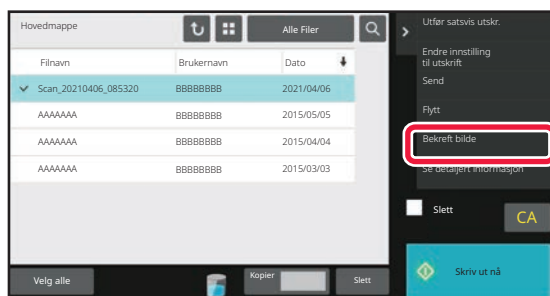 Hovedmappe
Alle Filer
Filnavn Brukernavn Dato
Scan_20210406_085320 BBBBBBBB 2021/04/06
AAAAAAA BBBBBBBB 2015/05/05
AAAAAAA BBBBBBBB 2015/04/04
AAAAAAA BBBBBBBB 2015/03/03
Velg alle
Kopier
Slett
Utfør satsvis utskr.
Endre innstilling
til utskrift
Send
Flytt
Bekreft bilde
Se detaljert informasjon
Slett
CA
Skriv ut nå